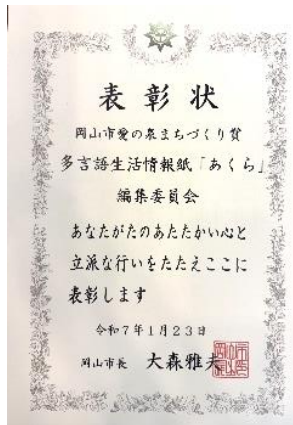 表彰状
岡山市愛の泉まちづくり賞
多言語生活情報紙「あくら」
編集委員会
あなたがたのあたたかい心と
立派な行いをたたえここに
表彰します
令和7年1月23日
岡山市長 大森雅夫